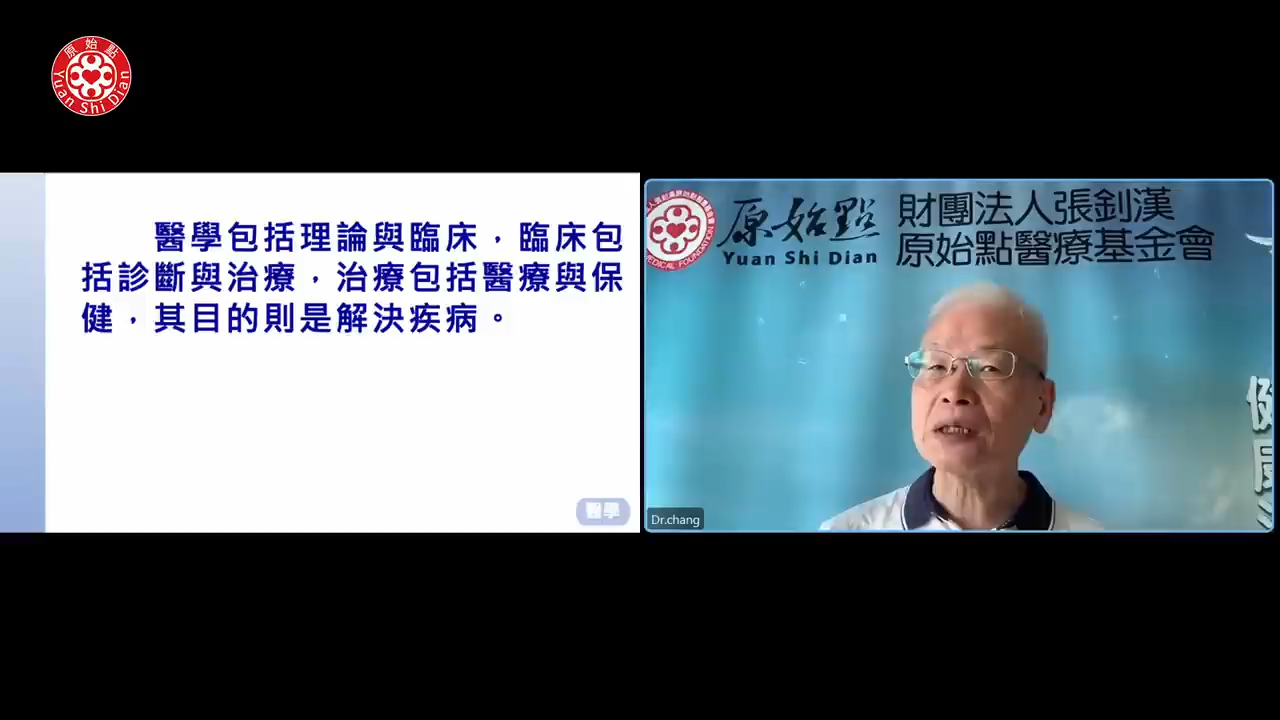 原始點
Yuan Shi Dian
醫學包括理論與臨床，臨床包
括診斷與治療，治療包括醫療與保
健，其目的則是解決疾病。
醫學
原始點
Yuan Shi Dian
財團法人張釗漢
原始點醫療基金會
MEDICAL FOUNDATION
Dr.chang